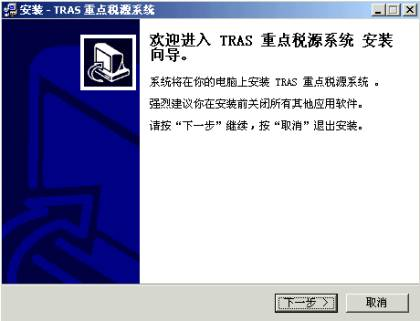 安装 - TRAS 重点税源系统
欢迎进入 TRAS 重点税源系统 安装
向导。
系统将在你的电脑上安装 TRAS 重点税源系统 。
强烈建议你在安装前关闭所有其他应用软件。
请按“下一步”继续，按“取消”退出安装。
下一步 >
取消